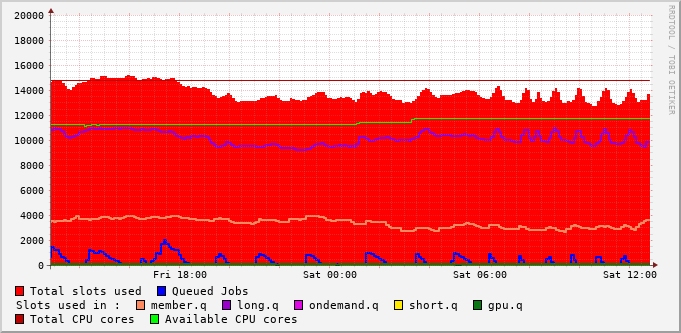 20000
18000
16000
14000
12000
10000
8000
6000
4000
2000
0
Fri 18:00 Sat 00:00 Sat 06:00 Sat 12:00
Total slots used Queued Jobs
Slots used in : member.q long.q ondemand.q short.q gpu.q
Total CPU cores Available CPU cores
RRDTOOL / TOBI OETIKER